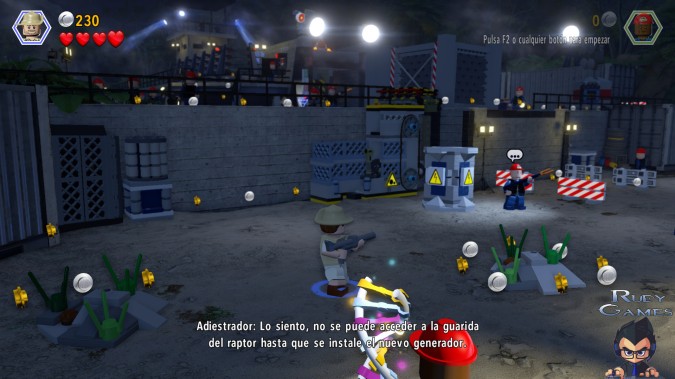 230
0
Pulsa F2 o cualquier botón para empezar
Adiestrador: Lo siento, no se puede acceder a la guarida
del raptor hasta que se instale el nuevo generador.
Ruey
Games